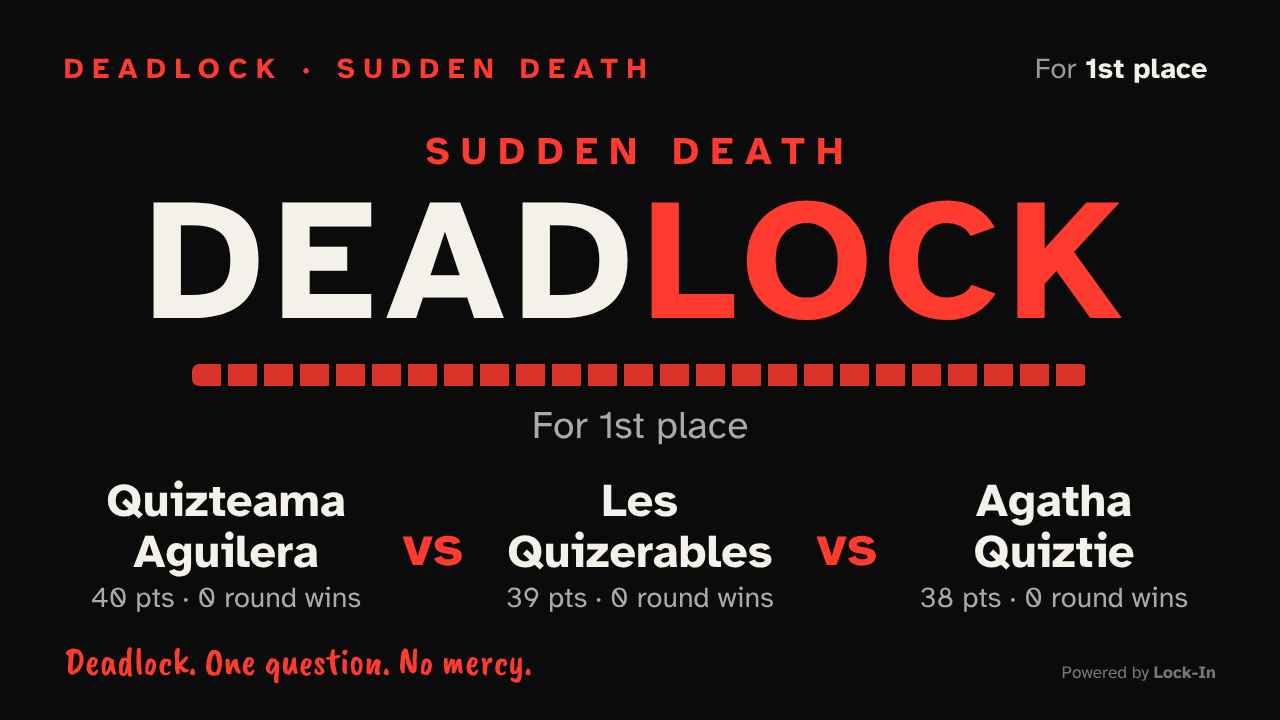 DEADLOCK · SUDDEN DEATH
For 1st place
SUDDEN DEATH
DEADLOCK
For 1st place
Quizteama
Aguilera
40 pts · 0 round wins
VS
Les
Quizerables
39 pts · 0 round wins
VS
Agatha
Quiztie
38 pts · 0 round wins
Deadlock. One question. No mercy.
Powered by Lock-In